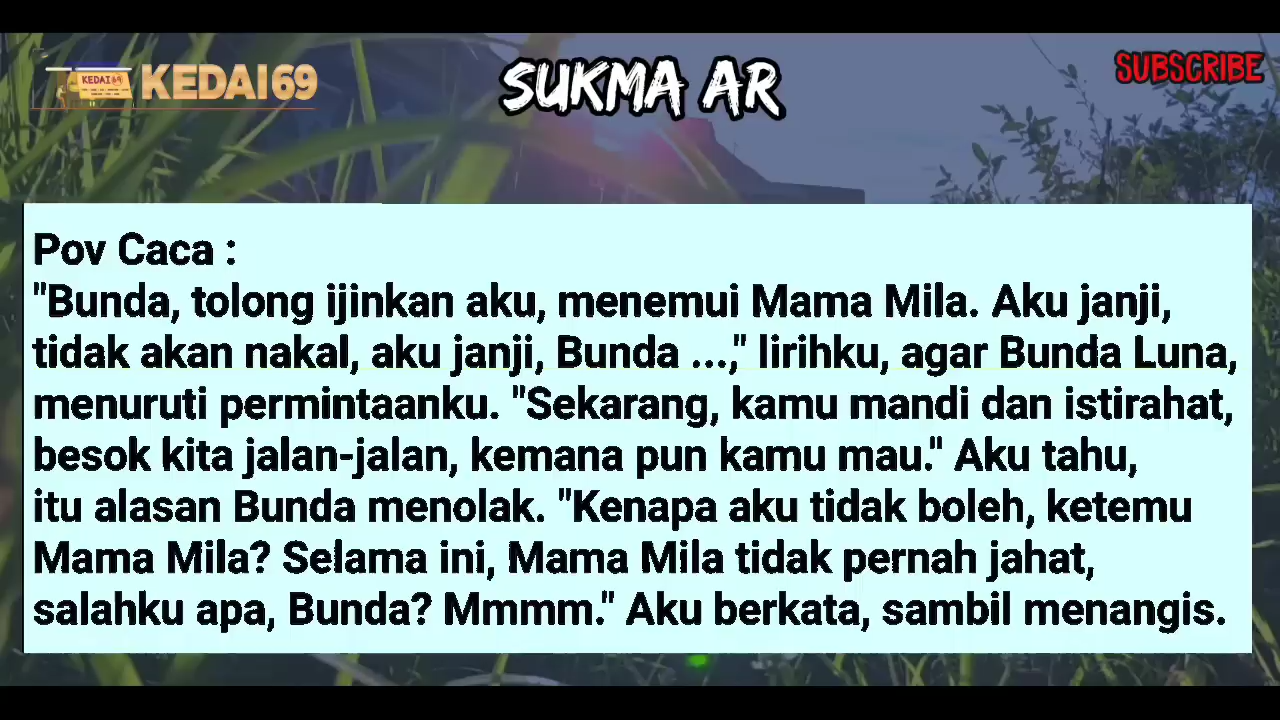 KEDAI69
KEDAI69
SUKMA AR
SUBSCRIBE
Pov Caca :
"Bunda, tolong ijinkan aku, menemui Mama Mila. Aku janji,
tidak akan nakal, aku janji, Bunda ...," lirihku, agar Bunda Luna,
menuruti permintaanku. "Sekarang, kamu mandi dan istirahat,
besok kita jalan-jalan, kemana pun kamu mau." Aku tahu,
itu alasan Bunda menolak. "Kenapa aku tidak boleh, ketemu
Mama Mila? Selama ini, Mama Mila tidak pernah jahat,
salahku apa, Bunda? Mmmm." Aku berkata, sambil menangis.